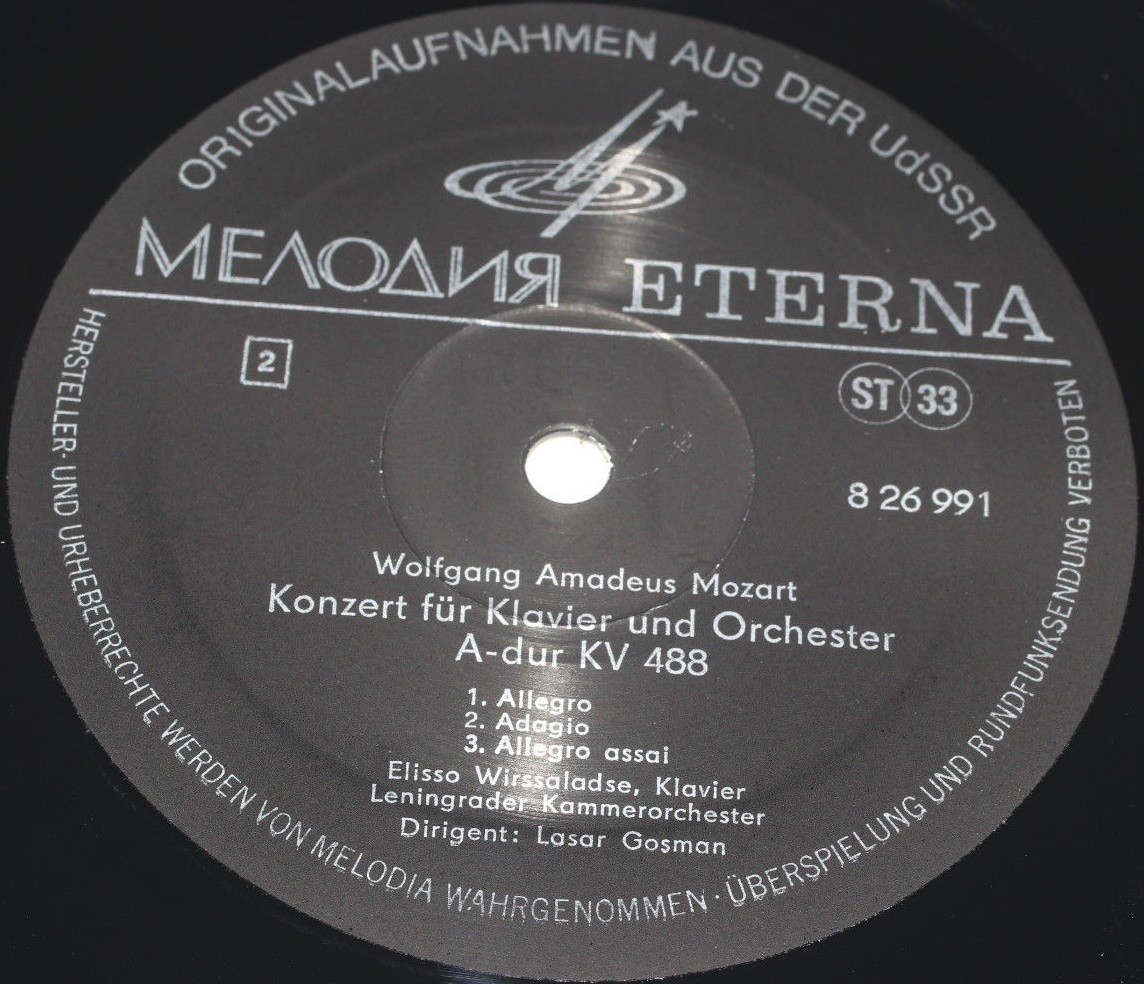 ORIGINALAUFNAHMEN AUS DER UdSSR
МЕЛОДИЯ ETERNA
2
ST 33
8 26 991
Wolfgang Amadeus Mozart
Konzert für Klavier und Orchester
A-dur KV 488
1. Allegro
2. Adagio
3. Allegro assai
Elisso Wirssaladse, Klavier
Leningrader Kammerorchester
Dirigent: Lasar Gosman
HERSTELLER- UND URHEBERRECHTE WERDEN VON MELODIA WAHRGENOMMEN · ÜBERSPIELUNG UND RUNDFUNKSENDUNG VERBOTEN